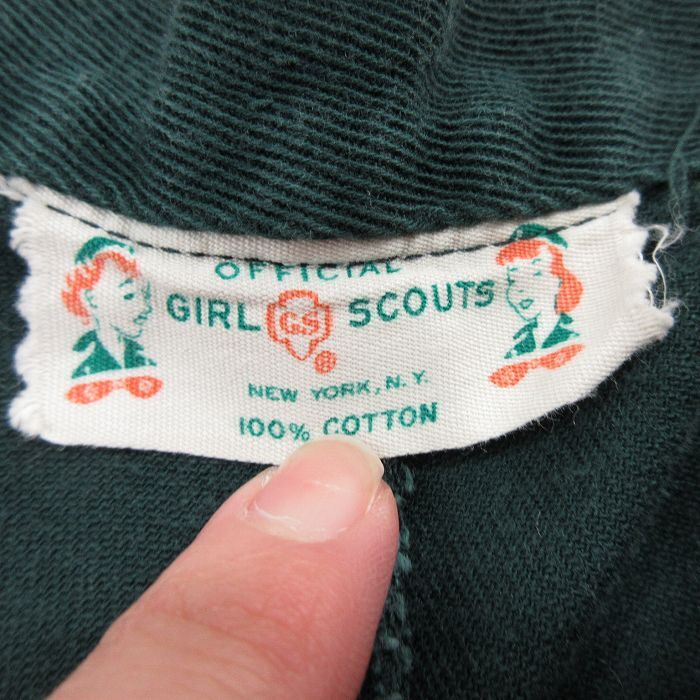 OFFICIAL
GIRL GS SCOUTS
®
NEW YORK, N.Y.
100% COTTON